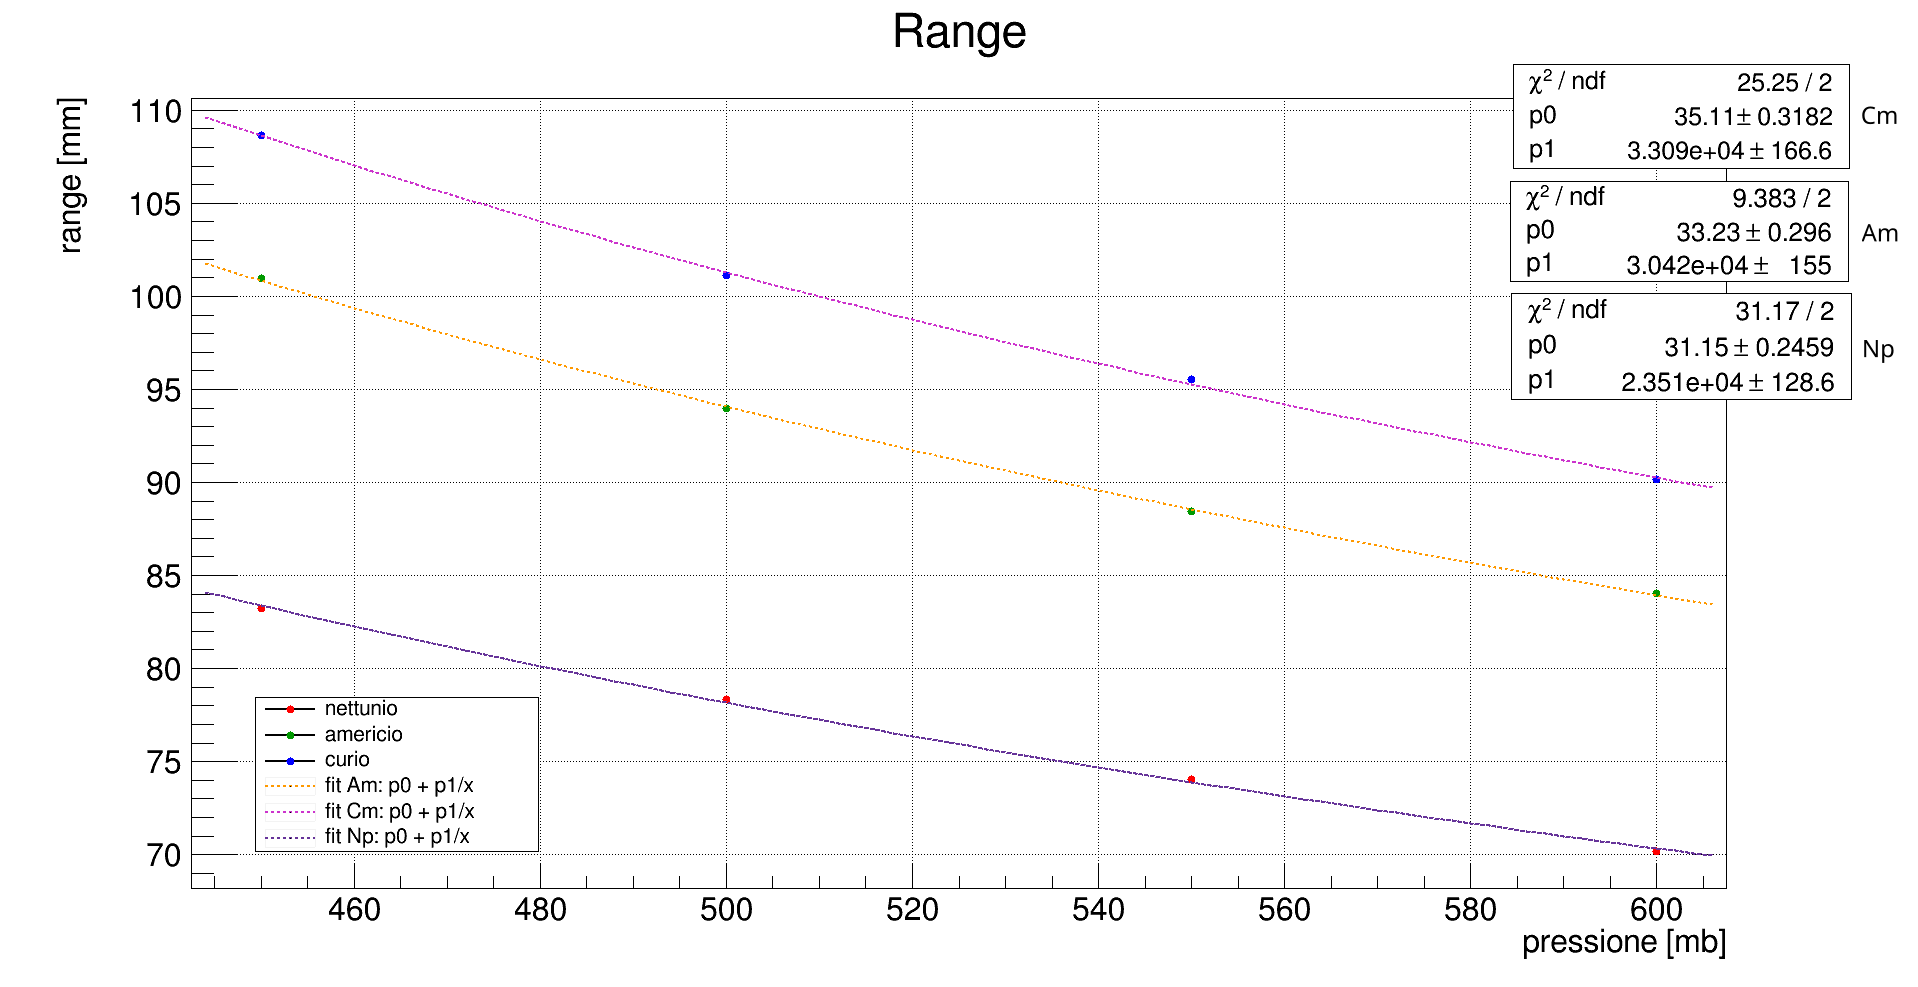 Range
range [mm]
110
105
100
95
90
85
80
75
70
χ² / ndf 25.25 / 2
p0 35.11± 0.3182
p1 3.309e+04 ± 166.6
Cm
χ² / ndf 9.383 / 2
p0 33.23 ± 0.296
p1 3.042e+04 ± 155
Am
χ² / ndf 31.17 / 2
p0 31.15 ± 0.2459
p1 2.351e+04 ± 128.6
Np
nettunio
americio
curio
fit Am: p0 + p1/x
fit Cm: p0 + p1/x
fit Np: p0 + p1/x
460 480 500 520 540 560 580 600
pressione [mb]